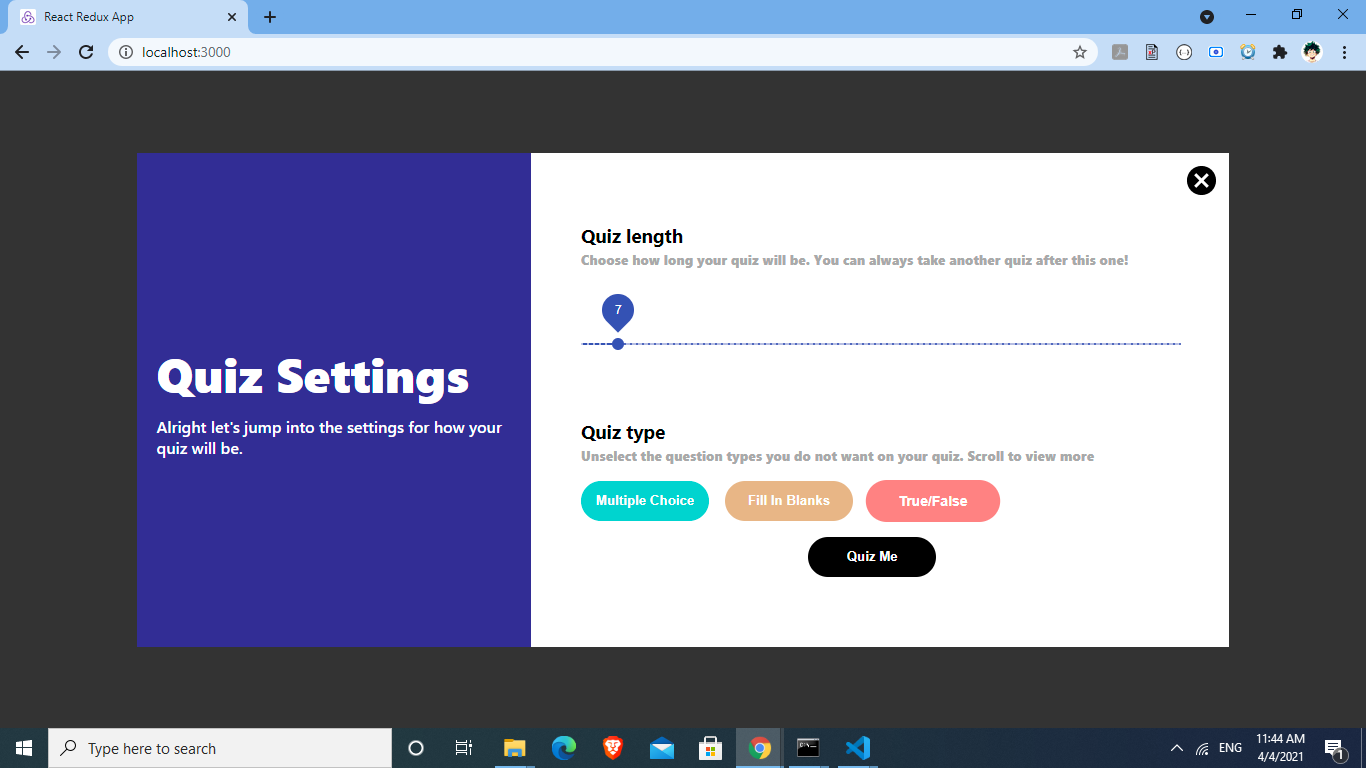 React Redux App
localhost:3000
Quiz Settings
Alright let's jump into the settings for how your
quiz will be.
Quiz length
Choose how long your quiz will be. You can always take another quiz after this one!
7
Quiz type
Unselect the question types you do not want on your quiz. Scroll to view more
Multiple Choice
Fill In Blanks
True/False
Quiz Me
Type here to search
ENG
11:44 AM
4/4/2021
1